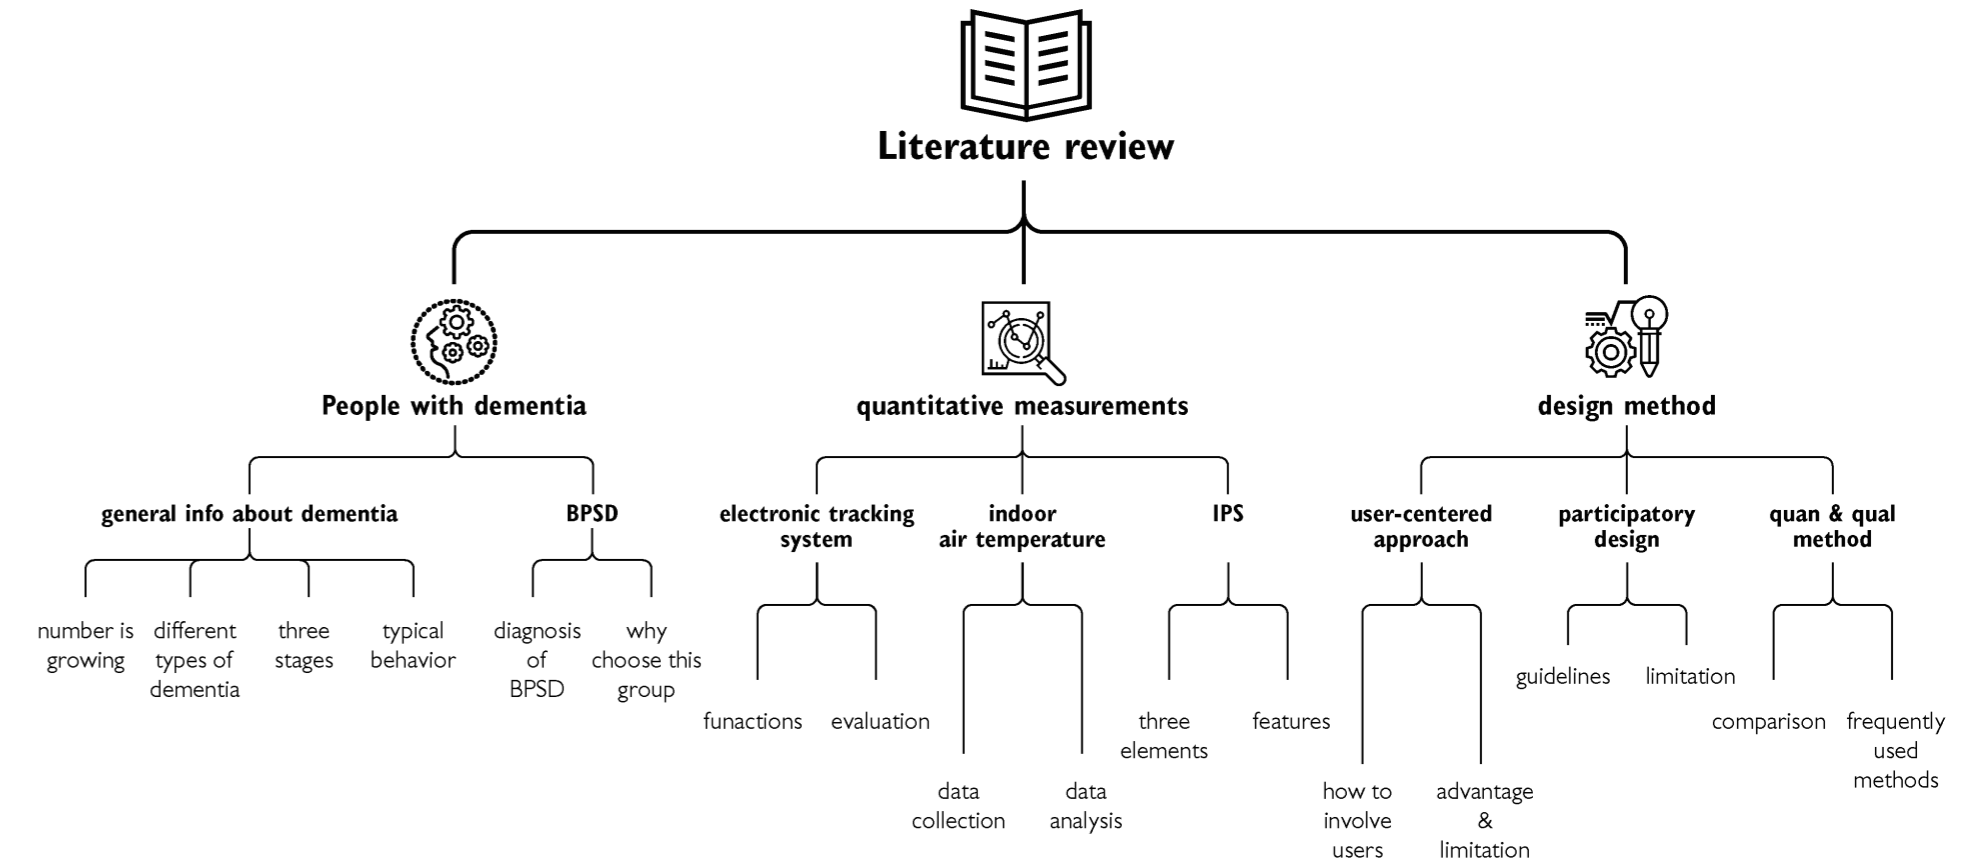 Literature review
People with dementia
quantitative measurements
design method
general info about dementia
BPSD
electronic tracking
system
indoor
air temperature
IPS
user-centered
approach
participatory
design
quan & qual
method
number is
growing
different
types of
dementia
three
stages
typical
behavior
diagnosis
of
BPSD
why
choose this
group
funactions
evaluation
data
collection
data
analysis
three
elements
features
how to
involve
users
advantage
&
limitation
guidelines
limitation
comparison
frequently
used
methods